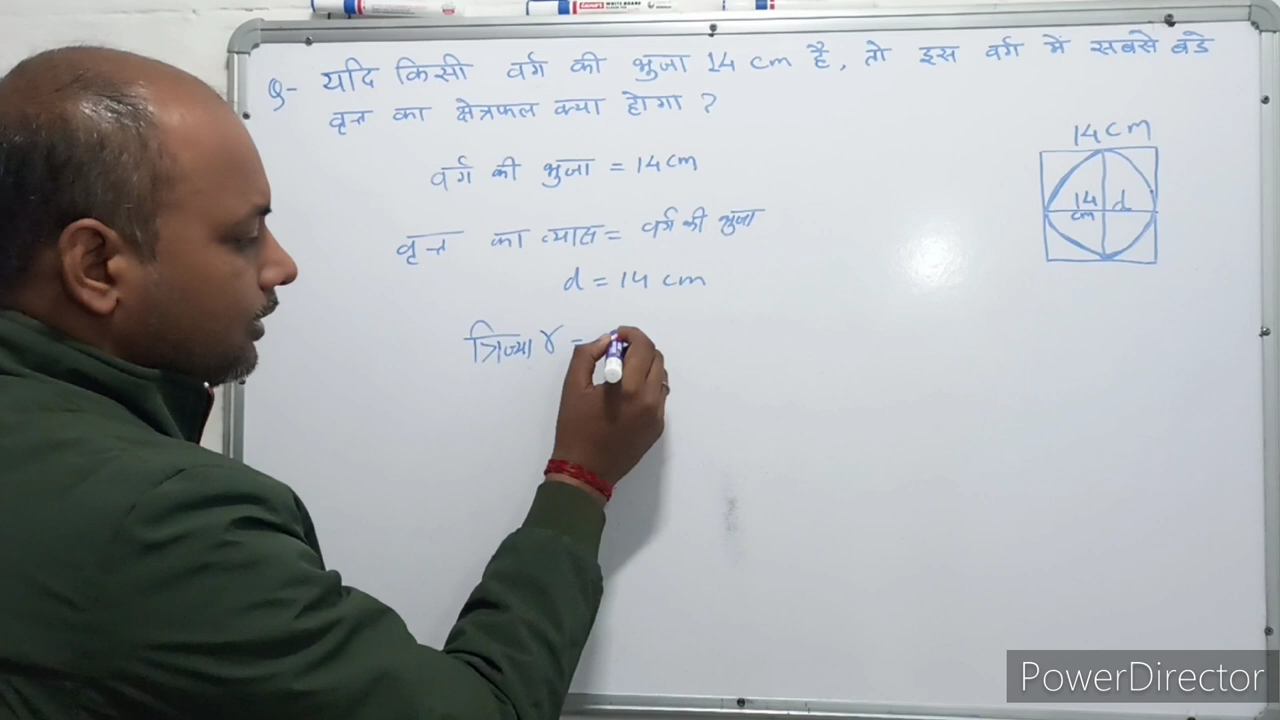 Q- यदि किसी वर्ग की भुजा 14 cm है, तो इस वर्ग में सबसे बडे
वृत्त का क्षेत्रफल क्या होगा ?
14 cm
वर्ग की भुजा = 14 cm
14 d
cm
वृत्त का व्यास = वर्ग की भुजा
d = 14 cm
त्रिज्या r =
PowerDirector